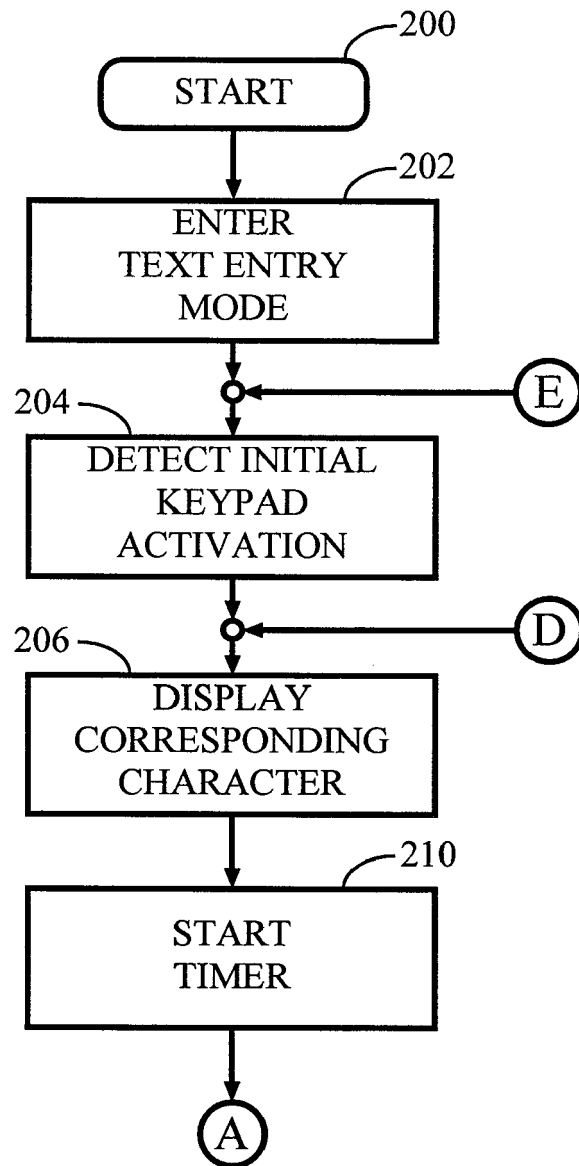 200
START
202
ENTER
TEXT ENTRY
MODE
E
204
DETECT INITIAL
KEYPAD
ACTIVATION
D
206
DISPLAY
CORRESPONDING
CHARACTER
210
START
TIMER
A